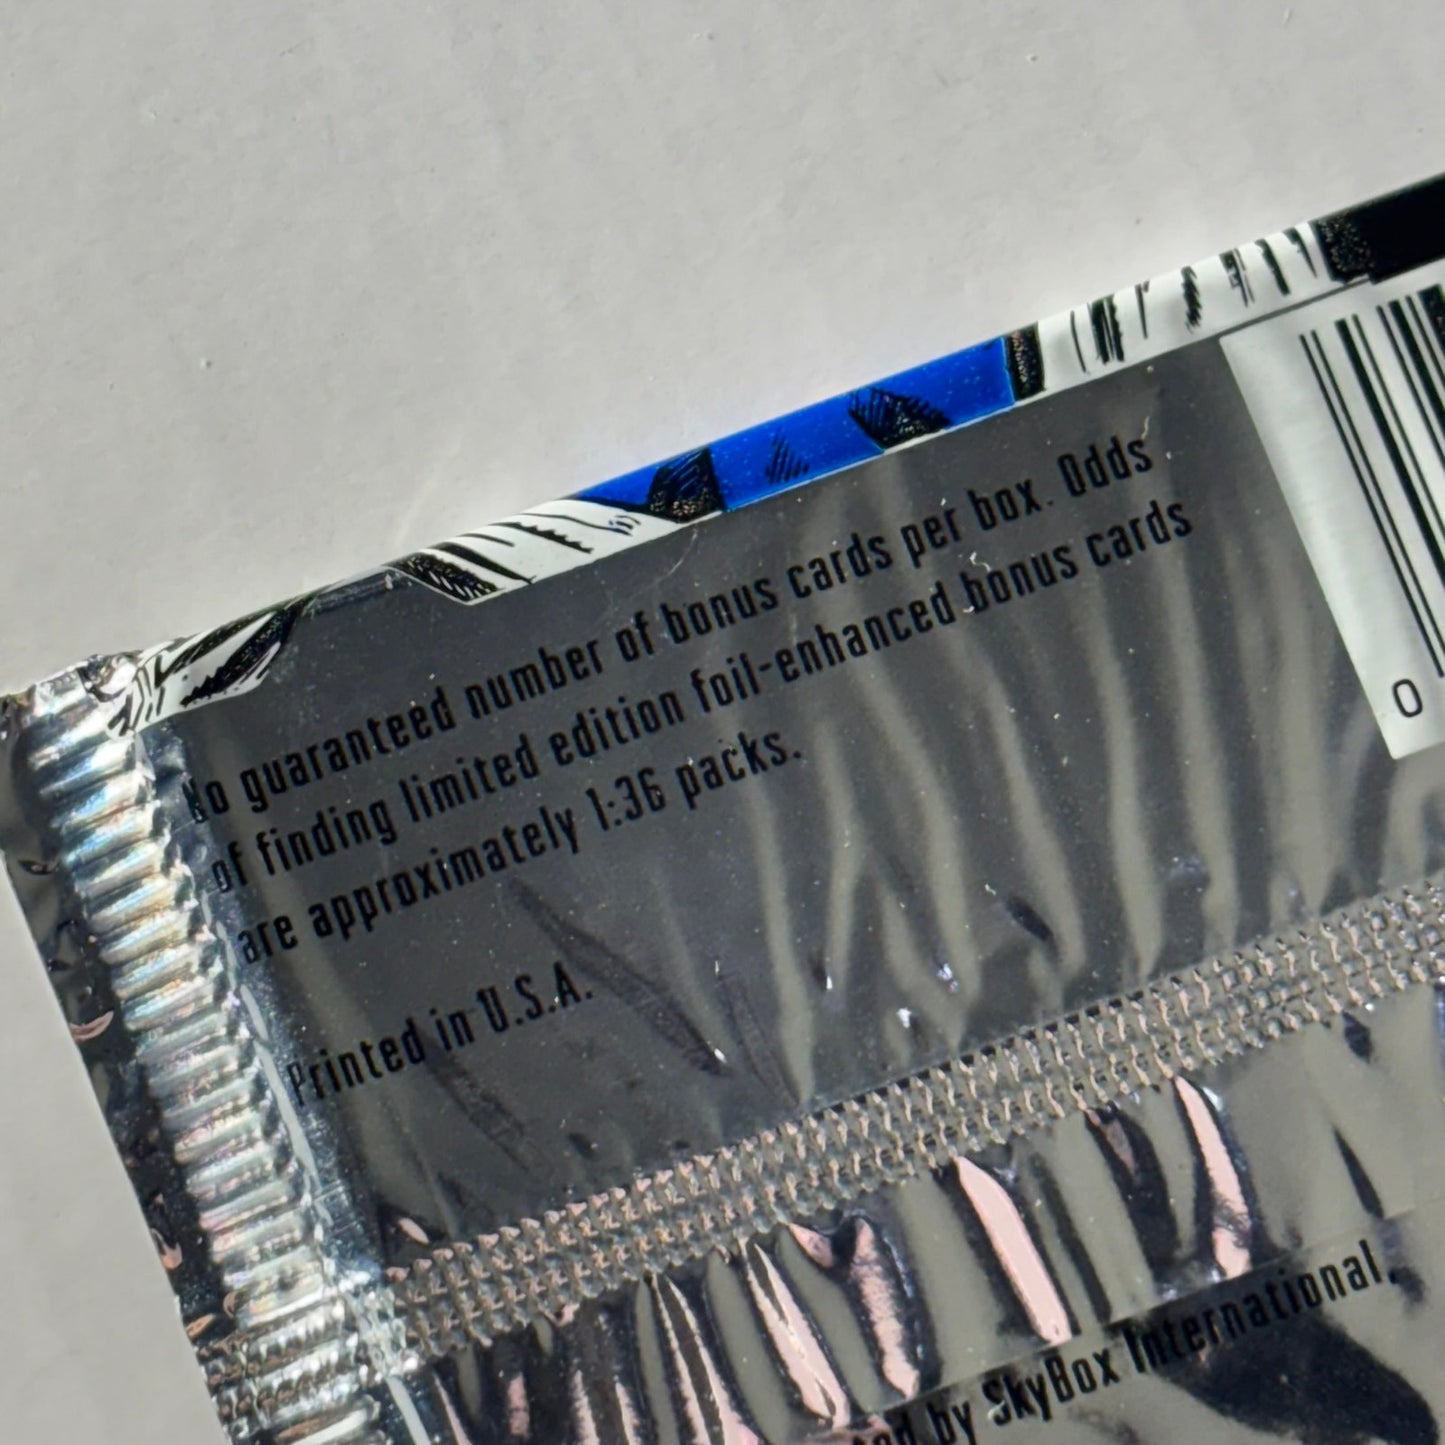 No guaranteed number of bonus cards per box. Odds
of finding limited edition foil-enhanced bonus cards
are approximately 1:36 packs.
Printed in U.S.A.
0
by SkyBox International.